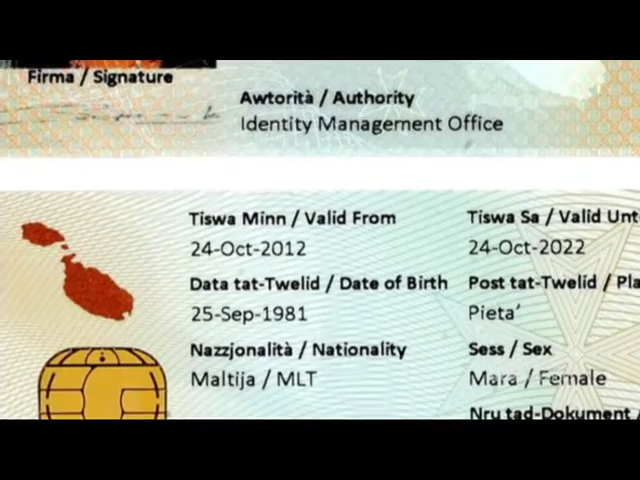 Firma / Signature
Awtorità / Authority
Identity Management Office
Tiswa Minn / Valid From
Tiswa Sa / Valid Unt
24-Oct-2012
24-Oct-2022
Data tat-Twelid / Date of Birth
Post tat-Twelid / Pla
25-Sep-1981
Pieta’
Nazzjonalità / Nationality
Sess / Sex
Maltija / MLT
Mara / Female
Nru tad-Dokument /